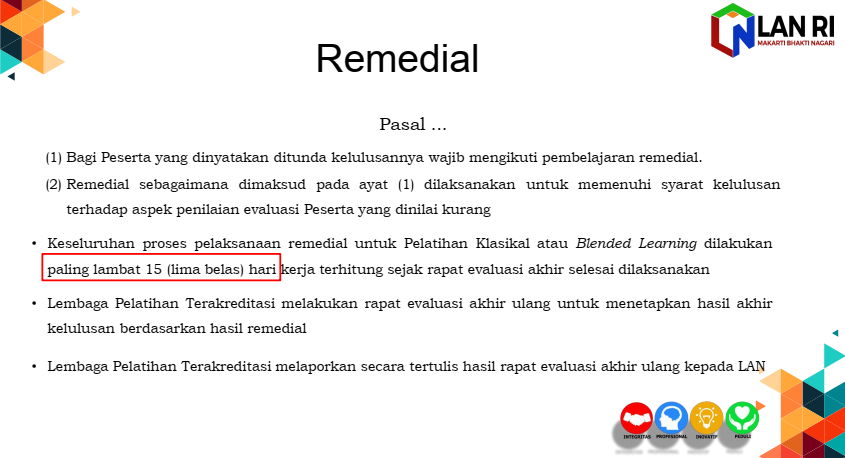 LAN RI
MAKARTI BHAKTI NAGARI
Remedial
Pasal ...
(1) Bagi Peserta yang dinyatakan ditunda kelulusannya wajib mengikuti pembelajaran remedial.
(2) Remedial sebagaimana dimaksud pada ayat (1) dilaksanakan untuk memenuhi syarat kelulusan
terhadap aspek penilaian evaluasi Peserta yang dinilai kurang
• Keseluruhan proses pelaksanaan remedial untuk Pelatihan Klasikal atau Blended Learning dilakukan
paling lambat 15 (lima belas) hari kerja terhitung sejak rapat evaluasi akhir selesai dilaksanakan
• Lembaga Pelatihan Terakreditasi melakukan rapat evaluasi akhir ulang untuk menetapkan hasil akhir
kelulusan berdasarkan hasil remedial
• Lembaga Pelatihan Terakreditasi melaporkan secara tertulis hasil rapat evaluasi akhir ulang kepada LAN
INTEGRITAS PROFESIONAL INOVATIF PEDULI